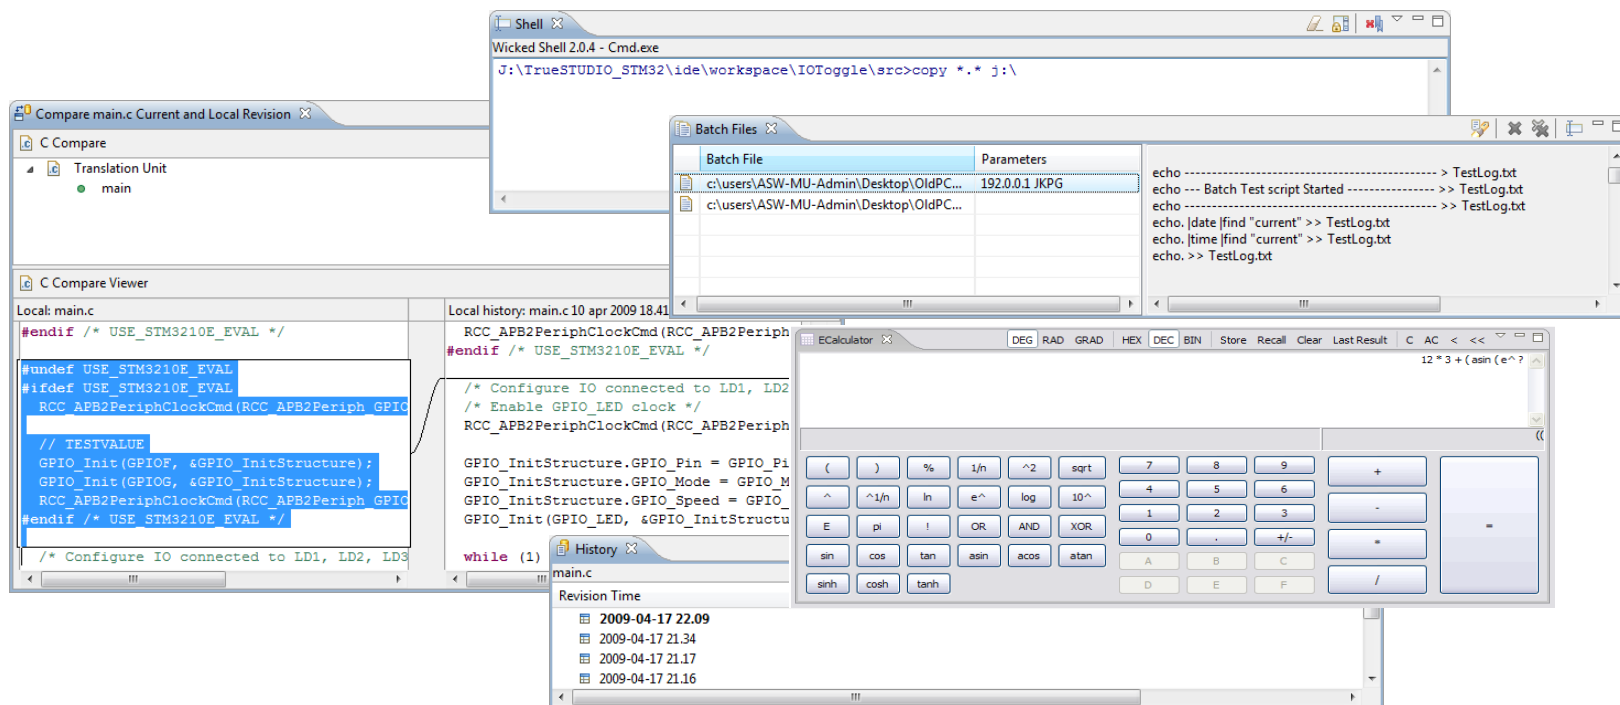 Shell
Wicked Shell 2.0.4 - Cmd.exe
J:\TrueSTUDIO_STM32\ide\workspace\IOToggle\src>copy *.* j:\
Compare main.c Current and Local Revision
C Compare
Translation Unit
main
C Compare Viewer
Local: main.c
#endif /* USE_STM3210E_EVAL */
#undef USE_STM3210E_EVAL
#ifdef USE_STM3210E_EVAL
RCC_APB2PeriphClockCmd(RCC_APB2Periph_GPIO
// TESTVALUE
GPIO_Init(GPIOF, &GPIO_InitStructure);
GPIO_Init(GPIOG, &GPIO_InitStructure);
RCC_APB2PeriphClockCmd(RCC_APB2Periph_GPIO
#endif /* USE_STM3210E_EVAL */
/* Configure IO connected to LD1, LD2, LD3
Local history: main.c 10 apr 2009 18.41
RCC_APB2PeriphClockCmd(RCC_APB2Periph
#endif /* USE_STM3210E_EVAL */
/* Configure IO connected to LD1, LD2
/* Enable GPIO_LED clock */
RCC_APB2PeriphClockCmd(RCC_APB2Periph
GPIO_InitStructure.GPIO_Pin = GPIO_Pi
GPIO_InitStructure.GPIO_Mode = GPIO_M
GPIO_InitStructure.GPIO_Speed = GPIO_
GPIO_Init(GPIO_LED, &GPIO_InitStructu
while (1)
Batch Files
Batch File Parameters
c:\users\ASW-MU-Admin\Desktop\OldPC... 192.0.0.1 JKPG
c:\users\ASW-MU-Admin\Desktop\OldPC...
echo ------------------------------------------- > TestLog.txt
echo --- Batch Test script Started --------------- >> TestLog.txt
echo ------------------------------------------- >> TestLog.txt
echo. |date |find "current" >> TestLog.txt
echo. |time |find "current" >> TestLog.txt
echo. >> TestLog.txt
ECalculator DEG RAD GRAD HEX DEC BIN Store Recall Clear Last Result C AC < <<
12 * 3 + ( asin ( e^ ?
((
( ) % 1/n ^2 sqrt 7 8 9 +
^ ^1/n ln e^ log 10^ 4 5 6 -
E pi ! OR AND XOR 1 2 3 =
sin cos tan asin acos atan 0 . +/- *
sinh cosh tanh A B C /
D E F
History
main.c
Revision Time
2009-04-17 22.09
2009-04-17 21.34
2009-04-17 21.17
2009-04-17 21.16